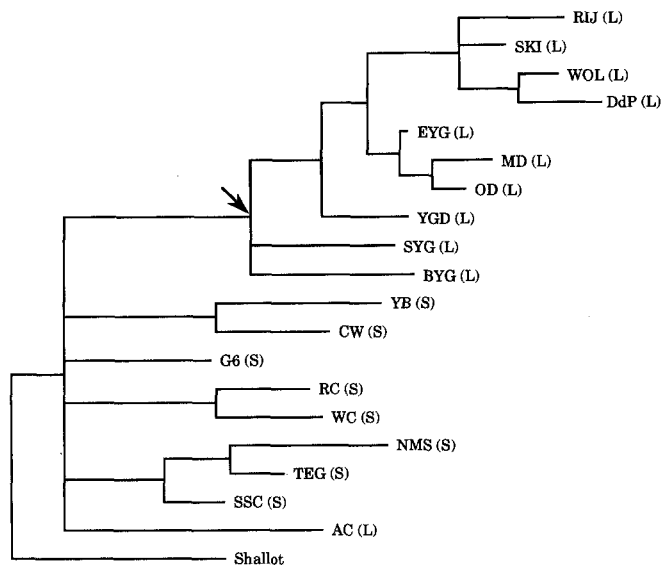 RIJ (L)
SKI (L)
WOL (L)
DdP (L)
EYG (L)
MD (L)
OD (L)
YGD (L)
SYG (L)
BYG (L)
YB (S)
CW (S)
G6 (S)
RC (S)
WC (S)
NMS (S)
TEG (S)
SSC (S)
AC (L)
Shallot